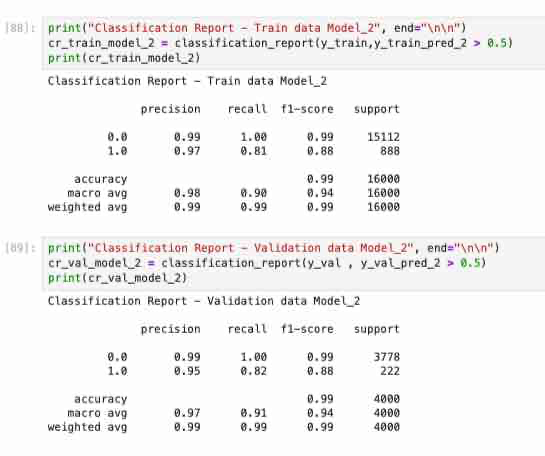 [88]: print("Classification Report - Train data Model_2", end="\n\n")
cr_train_model_2 = classification_report(y_train,y_train_pred_2 > 0.5)
print(cr_train_model_2)
Classification Report - Train data Model_2
precision recall f1-score support
0.0 0.99 1.00 0.99 15112
1.0 0.97 0.81 0.88 888
accuracy 0.99 16000
macro avg 0.98 0.90 0.94 16000
weighted avg 0.99 0.99 0.99 16000
[89]: print("Classification Report - Validation data Model_2", end="\n\n")
cr_val_model_2 = classification_report(y_val , y_val_pred_2 > 0.5)
print(cr_val_model_2)
Classification Report - Validation data Model_2
precision recall f1-score support
0.0 0.99 1.00 0.99 3778
1.0 0.95 0.82 0.88 222
accuracy 0.99 4000
macro avg 0.97 0.91 0.94 4000
weighted avg 0.99 0.99 0.99 4000